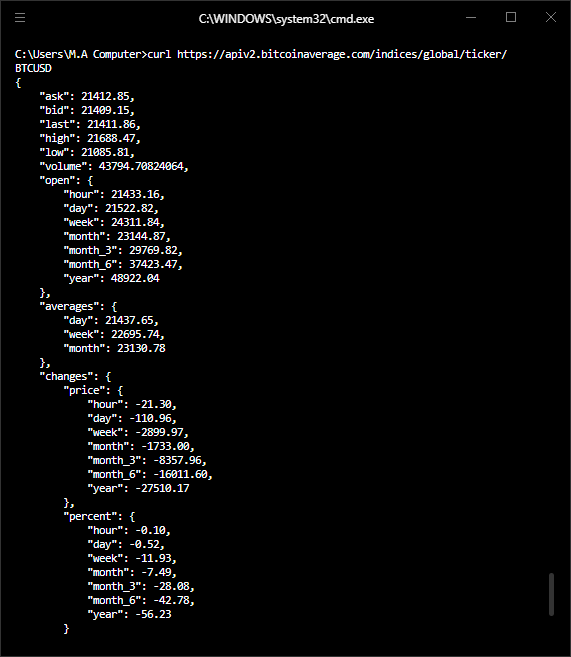 C:\WINDOWS\system32\cmd.exe
C:\Users\M.A Computer>curl https://apiv2.bitcoinaverage.com/indices/global/ticker/
BTCUSD
{
    "ask": 21412.85,
    "bid": 21409.15,
    "last": 21411.86,
    "high": 21688.47,
    "low": 21085.81,
    "volume": 43794.70824064,
    "open": {
        "hour": 21433.16,
        "day": 21522.82,
        "week": 24311.84,
        "month": 23144.87,
        "month_3": 29769.82,
        "month_6": 37423.47,
        "year": 48922.04
    },
    "averages": {
        "day": 21437.65,
        "week": 22695.74,
        "month": 23130.78
    },
    "changes": {
        "price": {
            "hour": -21.30,
            "day": -110.96,
            "week": -2899.97,
            "month": -1733.00,
            "month_3": -8357.96,
            "month_6": -16011.60,
            "year": -27510.17
        },
        "percent": {
            "hour": -0.10,
            "day": -0.52,
            "week": -11.93,
            "month": -7.49,
            "month_3": -28.08,
            "month_6": -42.78,
            "year": -56.23
        }